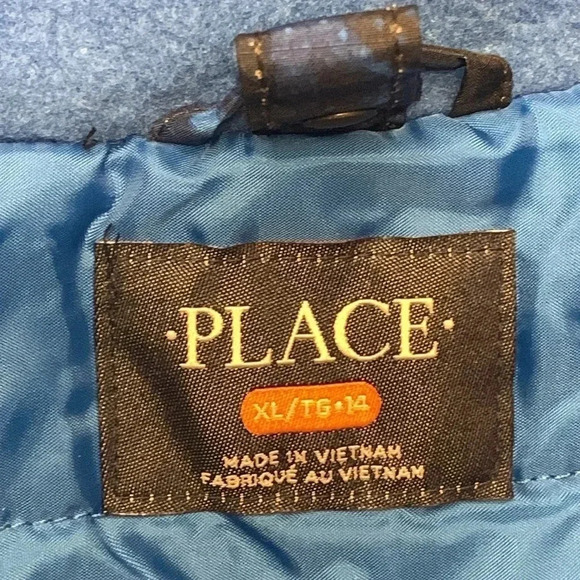 ·PLACE·
XL/TG•14
MADE IN VIETNAM
FABRIQUÉ AU VIETNAM